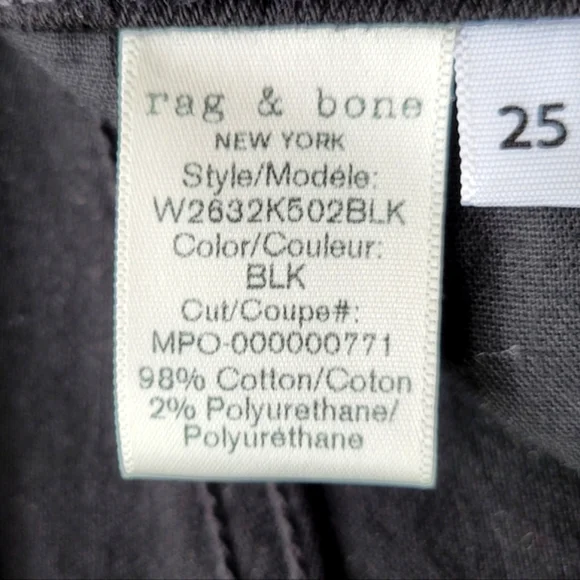 rag & bone
NEW YORK
Style/Modéle:
W2632K502BLK
Color/Couleur:
BLK
Cut/Coupe#:
MPO-000000771
98% Cotton/Coton
2% Polyurethane/
Polyuréthane
25